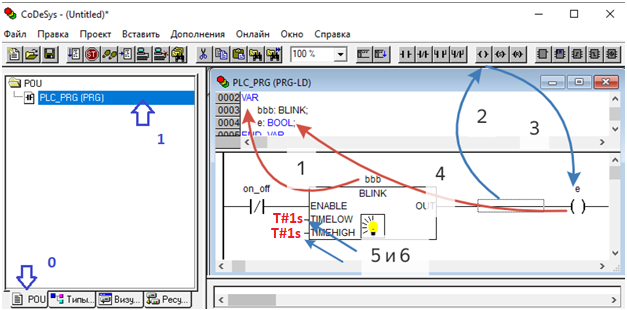 CoDeSys - (Untitled)*
Файл Правка Проект Вставить Дополнения Онлайн Окно Справка
100 %
POU
PLC_PRG (PRG)
1
0
POU Типы... Визу... Ресу...
PLC_PRG (PRG-LD)
0002 VAR
0003 bbb: BLINK;
0004 e: BOOL;
0005 END_VAR
2
3
1
4
bbb
e
on_off
BLINK
ENABLE OUT
T#1s TIMELOW
T#1s TIMEHIGH
5 и 6